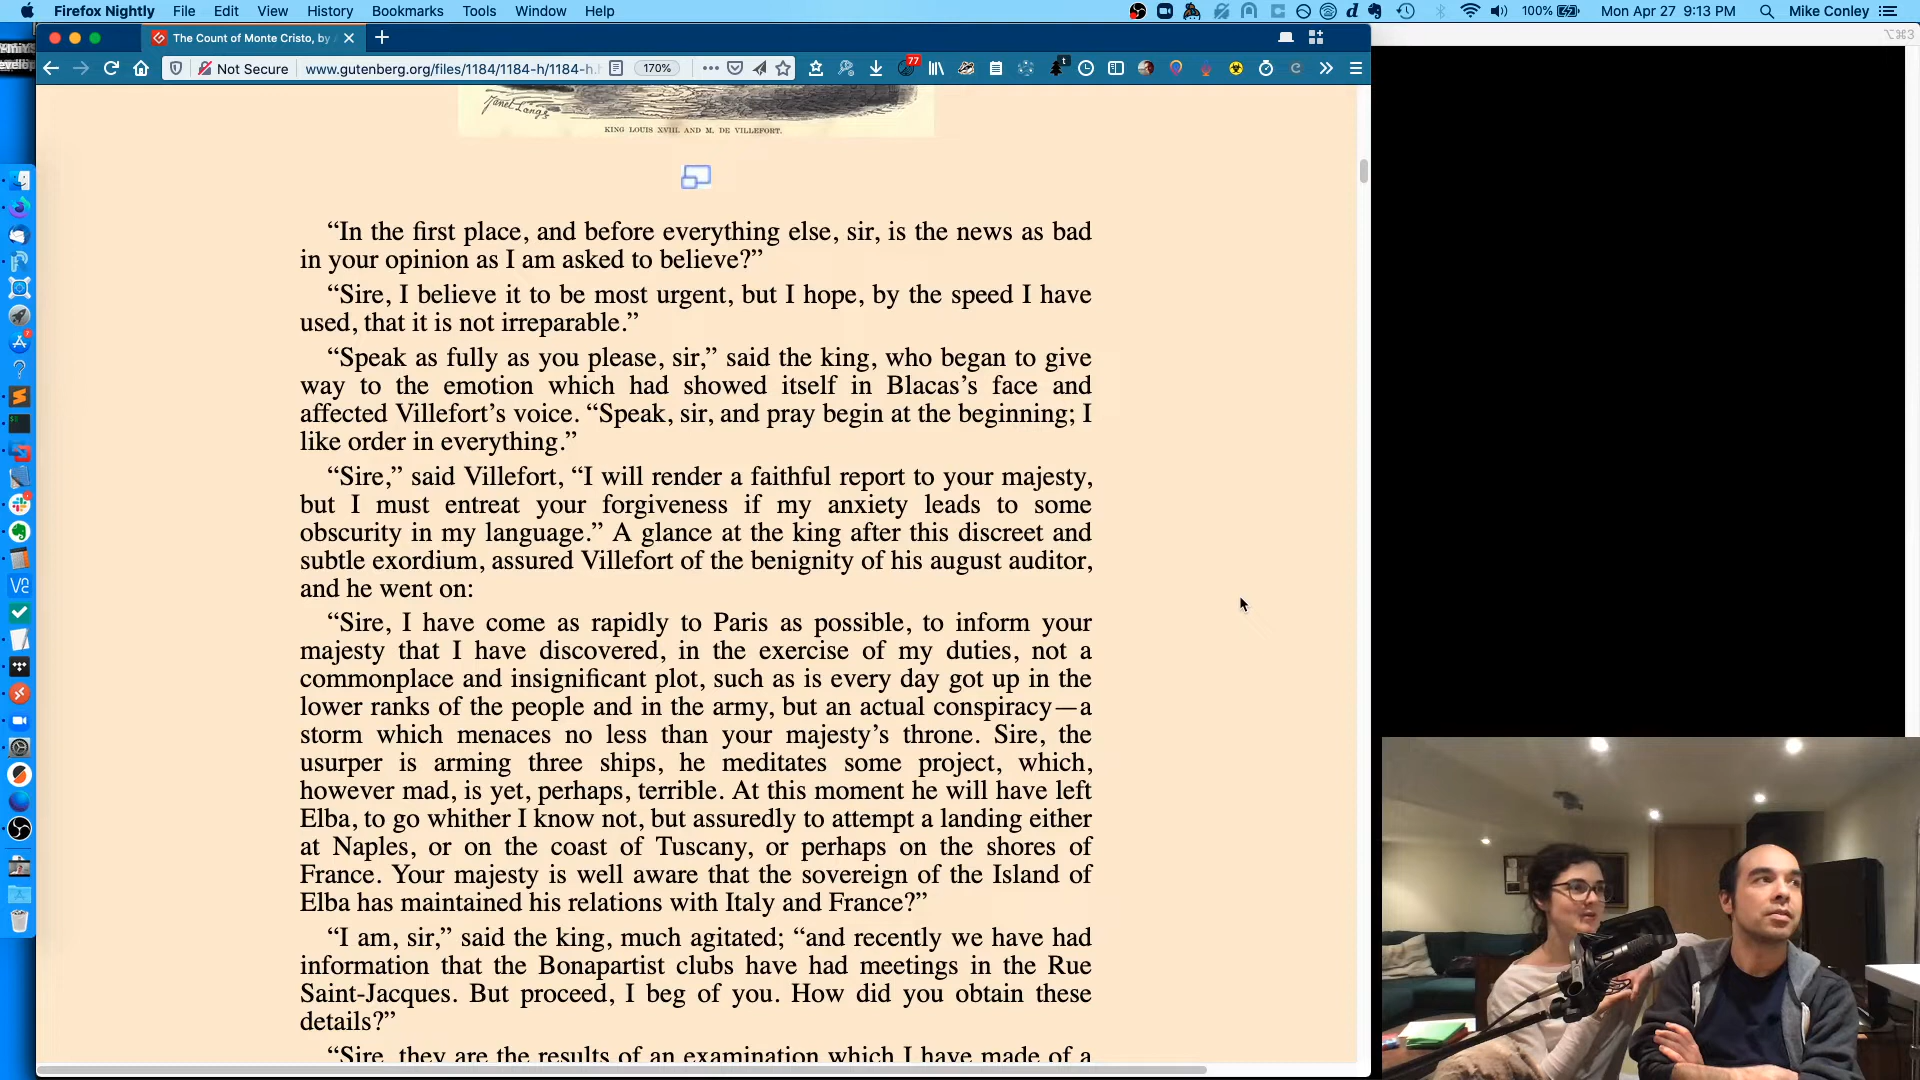 Firefox Nightly File Edit View History Bookmarks Tools Window Help 100% Mon Apr 27 9:13 PM Mike Conley
⌥⌘3
The Count of Monte Cristo, by
Not Secure www.gutenberg.org/files/1184/1184-h/1184-h. 170% 77
Janet Lange
KING LOUIS XVIII. AND M. DE VILLEFORT.
“In the first place, and before everything else, sir, is the news as bad
in your opinion as I am asked to believe?”
“Sire, I believe it to be most urgent, but I hope, by the speed I have
used, that it is not irreparable.”
“Speak as fully as you please, sir,” said the king, who began to give
way to the emotion which had showed itself in Blacas’s face and
affected Villefort’s voice. “Speak, sir, and pray begin at the beginning; I
like order in everything.”
“Sire,” said Villefort, “I will render a faithful report to your majesty,
but I must entreat your forgiveness if my anxiety leads to some
obscurity in my language.” A glance at the king after this discreet and
subtle exordium, assured Villefort of the benignity of his august auditor,
and he went on:
“Sire, I have come as rapidly to Paris as possible, to inform your
majesty that I have discovered, in the exercise of my duties, not a
commonplace and insignificant plot, such as is every day got up in the
lower ranks of the people and in the army, but an actual conspiracy—a
storm which menaces no less than your majesty’s throne. Sire, the
usurper is arming three ships, he meditates some project, which,
however mad, is yet, perhaps, terrible. At this moment he will have left
Elba, to go whither I know not, but assuredly to attempt a landing either
at Naples, or on the coast of Tuscany, or perhaps on the shores of
France. Your majesty is well aware that the sovereign of the Island of
Elba has maintained his relations with Italy and France?”
“I am, sir,” said the king, much agitated; “and recently we have had
information that the Bonapartist clubs have had meetings in the Rue
Saint-Jacques. But proceed, I beg of you. How did you obtain these
details?”
“Sire, they are the results of an examination which I have made of a